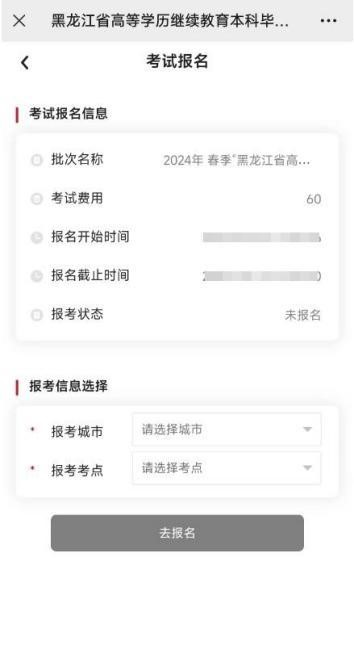 黑龙江省高等学历继续教育本科毕...
考试报名
考试报名信息
批次名称 2024年 春季"黑龙江省高...
考试费用 60
报名开始时间
报名截止时间
报考状态 未报名
报考信息选择
* 报考城市 请选择城市
* 报考考点 请选择考点
去报名